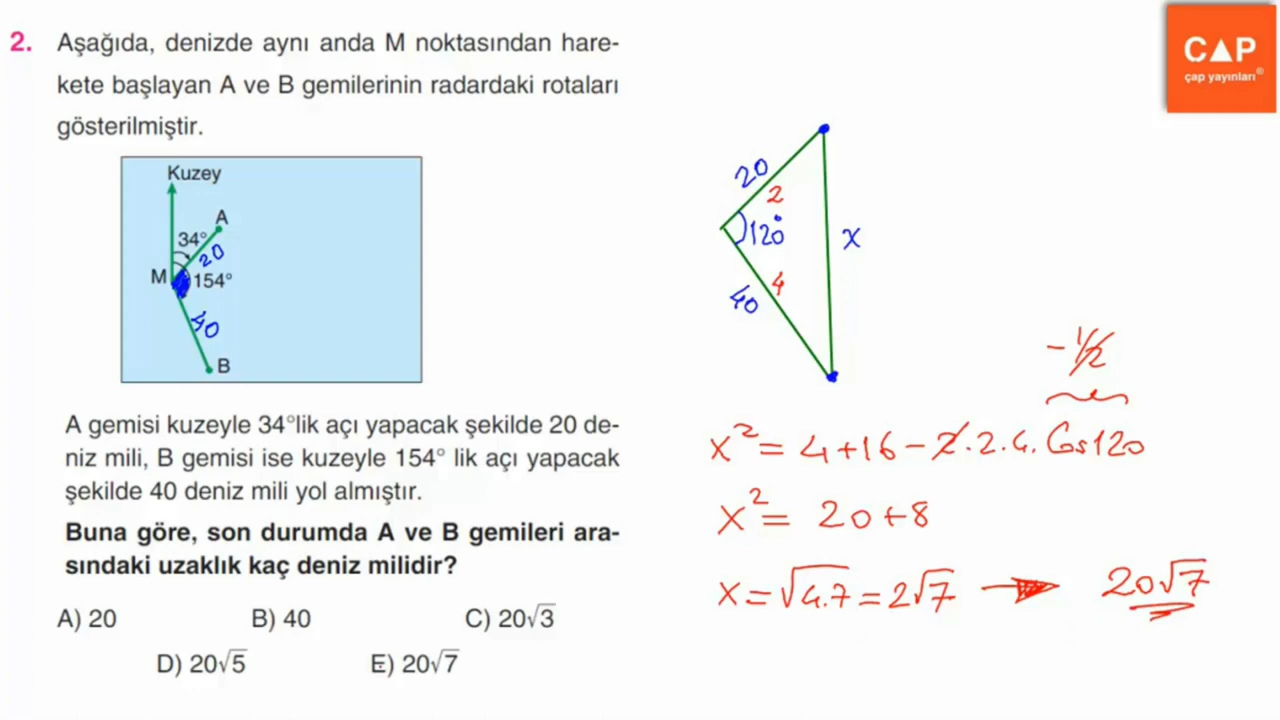 2. Aşağıda, denizde aynı anda M noktasından hare-
kete başlayan A ve B gemilerinin radardaki rotaları
gösterilmiştir.
Kuzey
A
34°
20
M
154°
40
B
A gemisi kuzeyle 34°lik açı yapacak şekilde 20 de-
niz mili, B gemisi ise kuzeyle 154° lik açı yapacak
şekilde 40 deniz mili yol almıştır.
Buna göre, son durumda A ve B gemileri ara-
sındaki uzaklık kaç deniz milidir?
A) 20 B) 40 C) 20√3
D) 20√5 E) 20√7
CAP
çap yayınları®
20
2
120°
x
4
40
-1/2
x² = 4+16-2.2.4.Cos120
x² = 20+8
x = √4.7 = 2√7 → 20√7